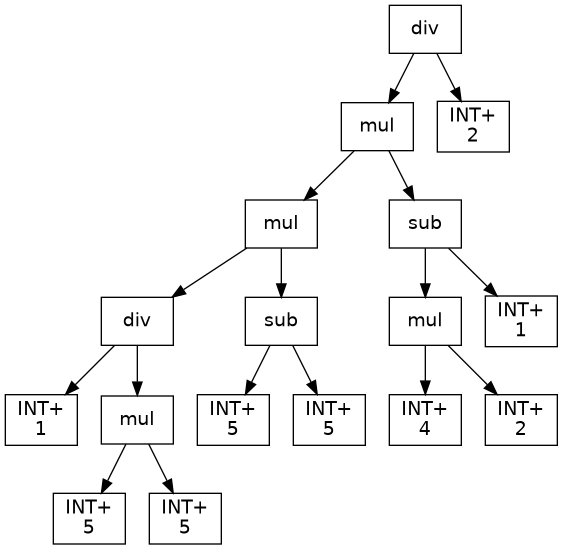 div
mul
INT+
2
mul
sub
div
sub
mul
INT+
1
INT+
1
mul
INT+
5
INT+
5
INT+
4
INT+
2
INT+
5
INT+
5